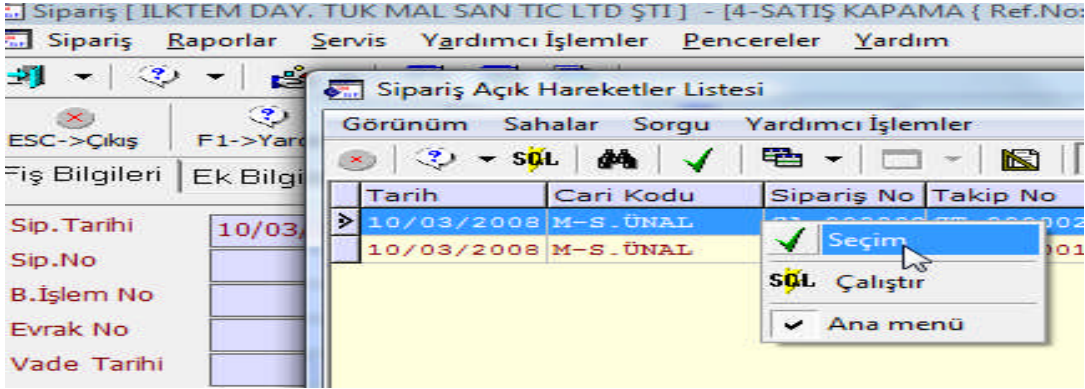 Sipariş [ ILKTEM DAY. TUK MAL SAN TIC LTD ŞTI ] - [4-SATIŞ KAPAMA { Ref.No:
Sipariş Raporlar Servis Yardımcı İşlemler Pencereler Yardım
Sipariş Açık Hareketler Listesi
Görünüm Sahalar Sorgu Yardımcı İşlemler
ESC->Çıkış F1->Yard
SQL
Fiş Bilgileri Ek Bilgi
Tarih Cari Kodu Sipariş No Takip No
Sip.Tarihi 10/03/
10/03/2008 M-S.ÜNAL
10/03/2008 M-S.ÜNAL
Seçim
SQL Çalıştır
Ana menü
Sip.No
B.İşlem No
Evrak No
Vade Tarihi